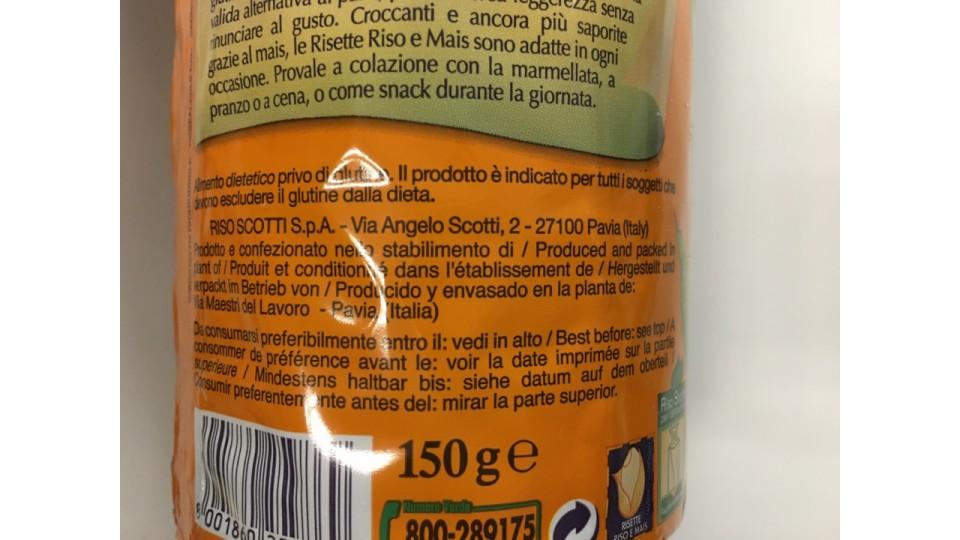 valida alternativa senza
rinunciare al gusto. Croccanti e ancora più saporite
grazie al mais, le Risette Riso e Mais sono adatte in ogni
occasione. Provale a colazione con la marmellata, a
pranzo o a cena, o come snack durante la giornata.
dietetico privo di Il prodotto è indicato per tutti i soggetti che
devono escludere il glutine dalla dieta.
RISO SCOTTI S.p.A. - Via Angelo Scotti, 2 - 27100 Pavia (Italy)
Prodotto e confezionato nello stabilimento di / Produced and packed in
plant of / Produit et conditionné dans l'établissement de / Hergestellt und
verpackt im Betrieb von / Producido y envasado en la planta de:
Via Maestri del Lavoro - Pavia (Italia)
Da consumarsi preferibilmente entro il: vedi in alto / Best before: see top / A
consommer de préférence avant le: voir la date imprimée sur la partie
superieure / Mindestens haltbar bis: siehe datum auf dem oberteil
Consumir preferentemente antes del: mirar la parte superior.
150 g e
Numero Verde
800-289175
RISETTE
RISO E MAIS
8 001860